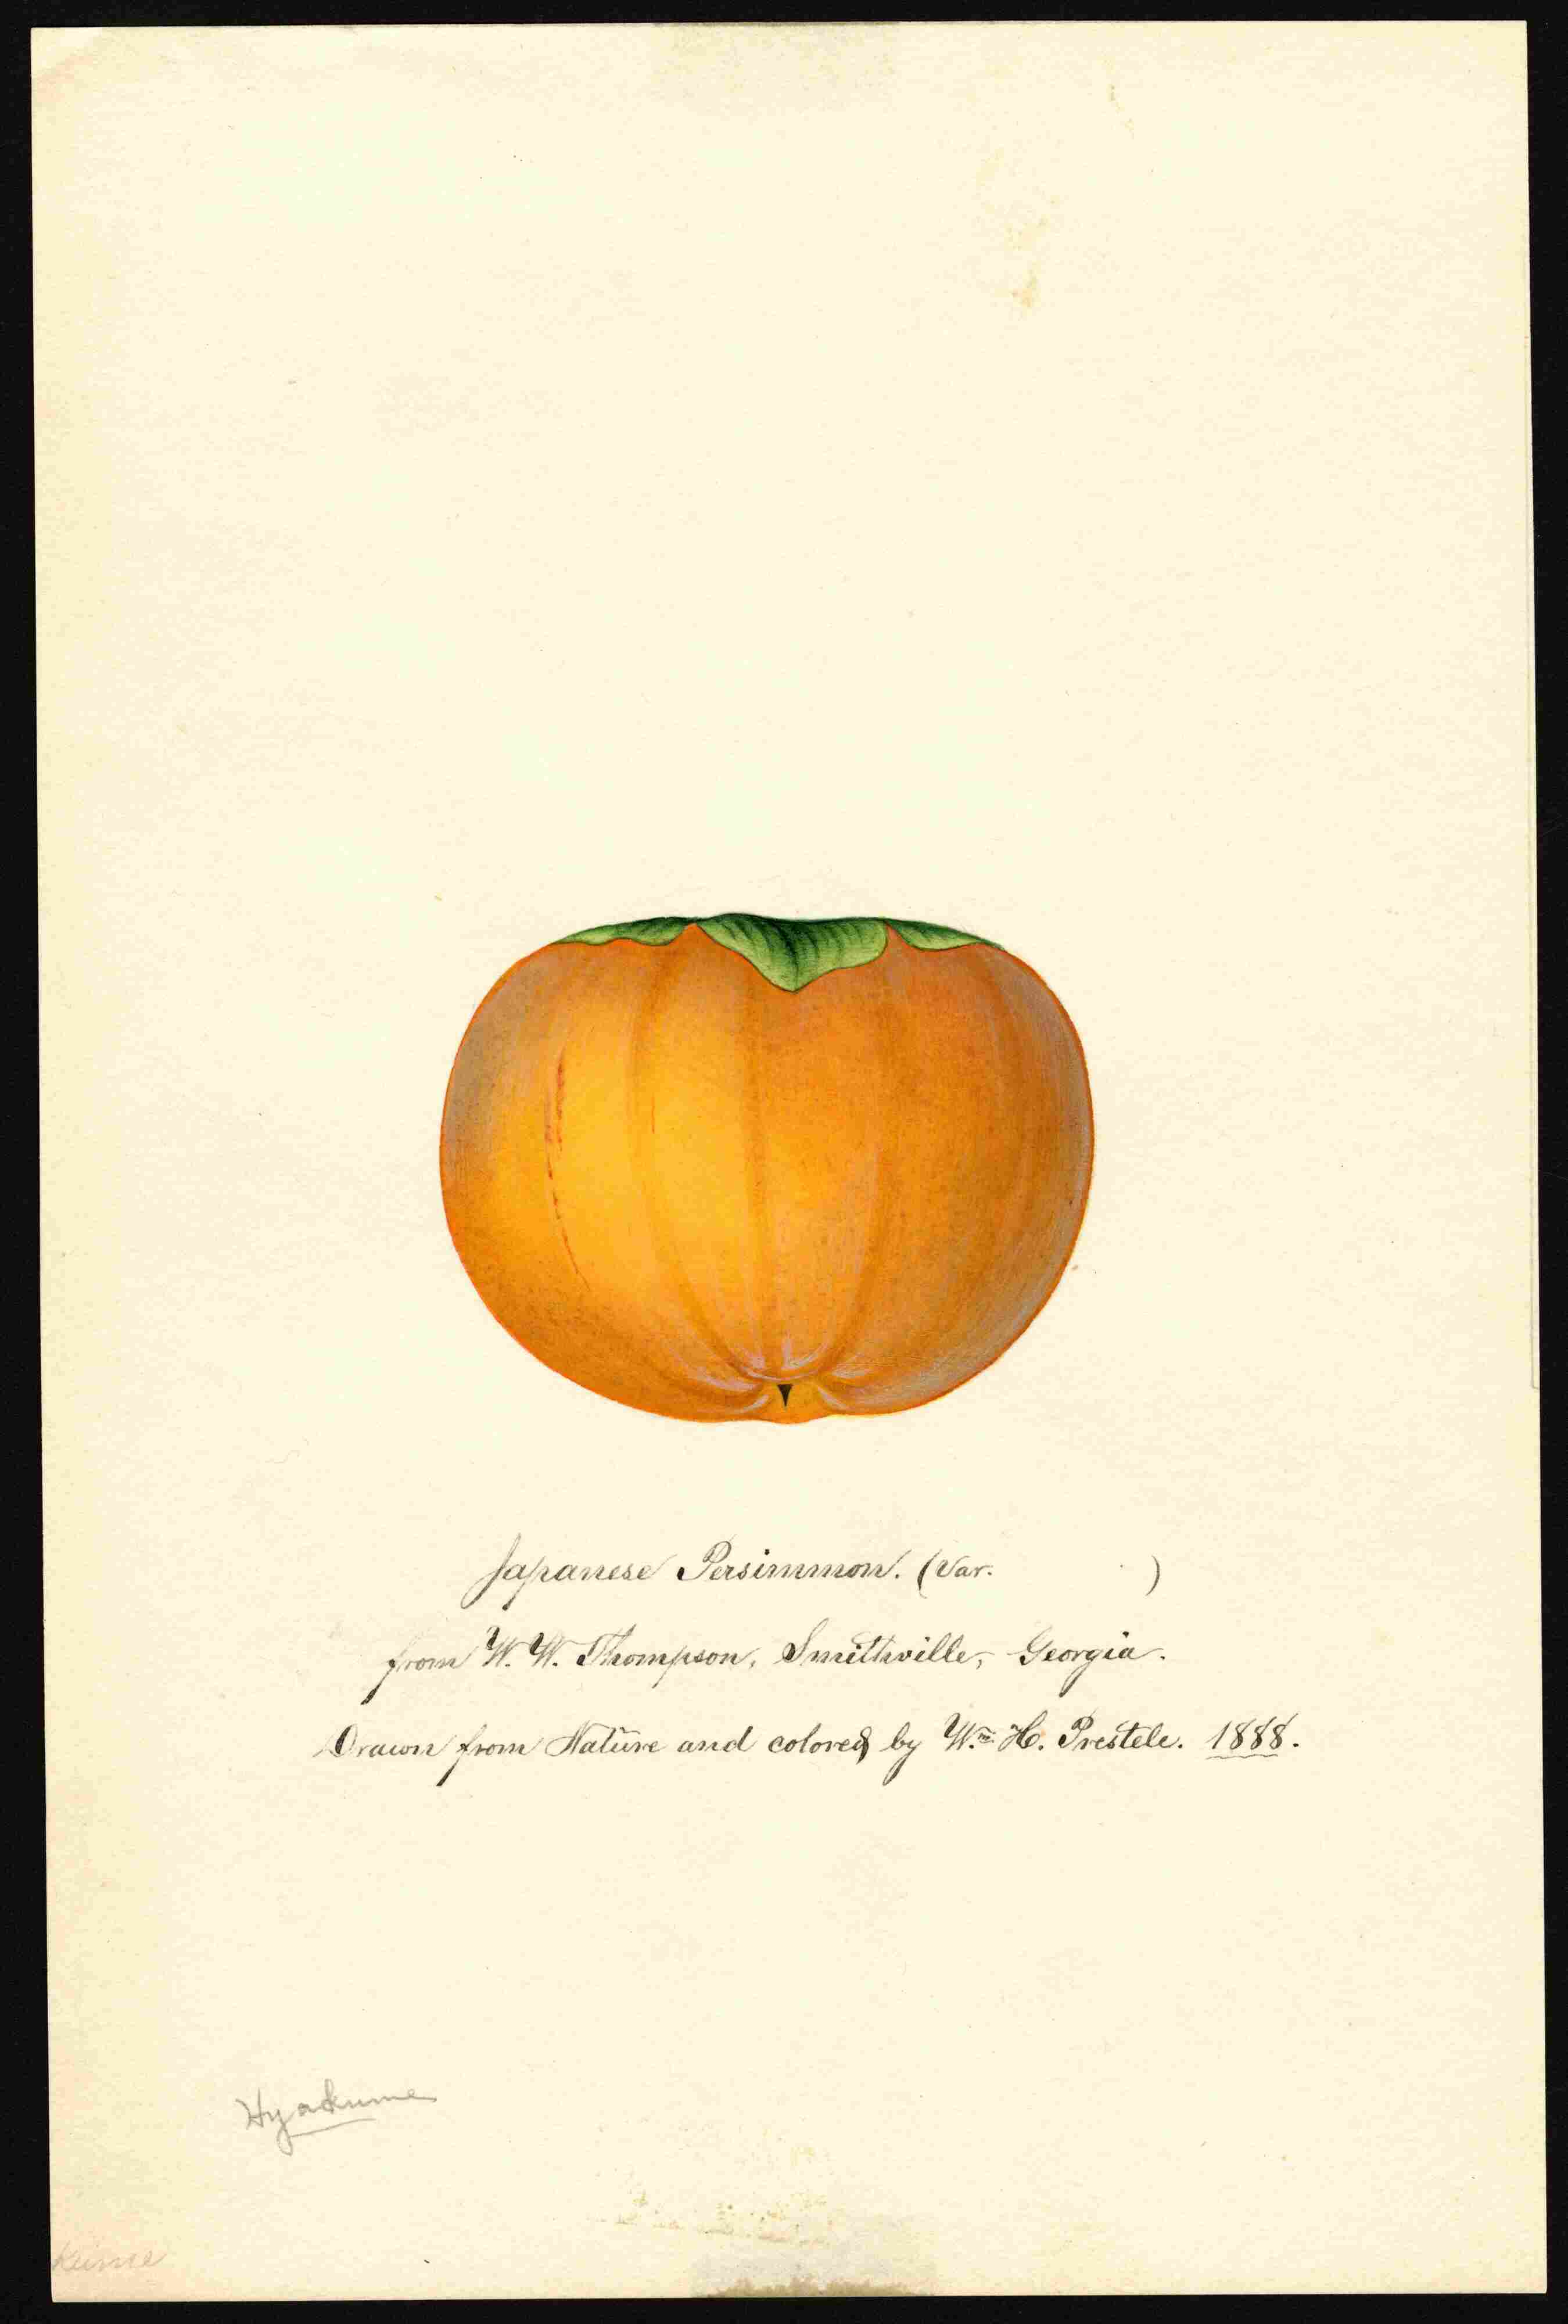 Japanese Persimmon. (Var. )
from W. W. Thompson, Smithville, Georgia.
Drawn from Nature and colored by Wm. H. Prestele. 1888.
Hyakume
kume